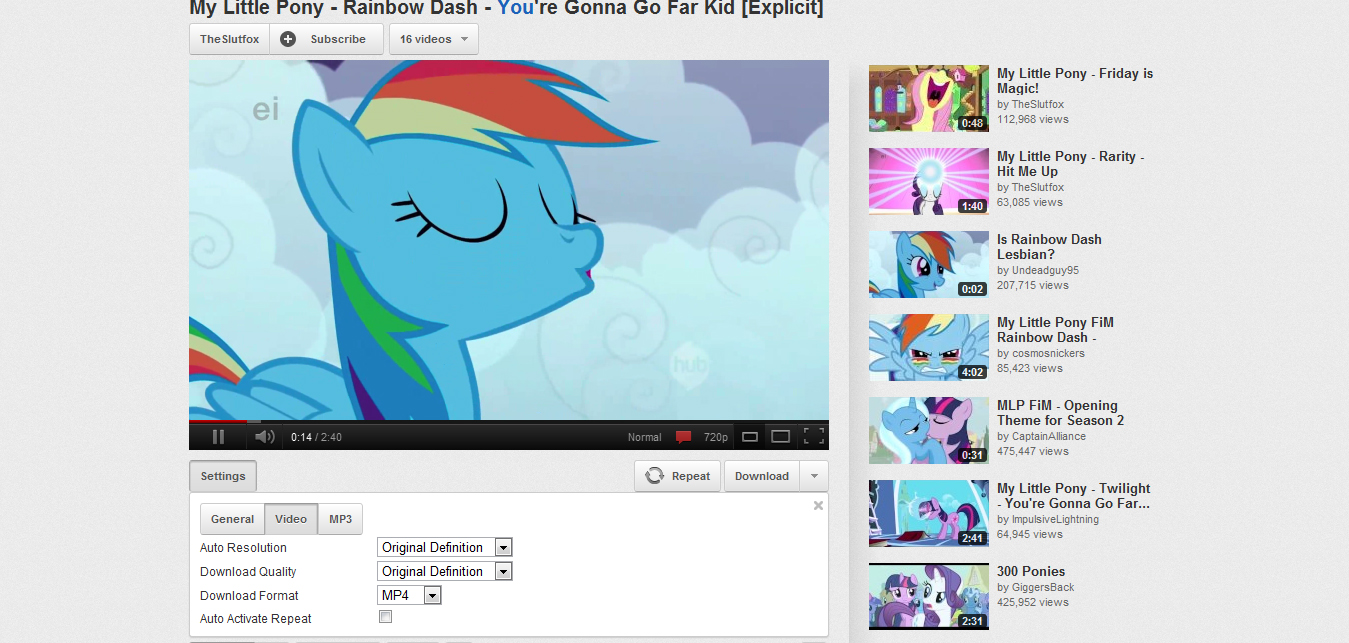 My Little Pony - Rainbow Dash - You're Gonna Go Far Kid [Explicit]
TheSlutfox Subscribe 16 videos
ei
hub
0:14 / 2:40 Normal 720p
Settings Repeat Download
General Video MP3
Auto Resolution Original Definition
Download Quality Original Definition
Download Format MP4
Auto Activate Repeat
0:48
My Little Pony - Friday is
Magic!
by TheSlutfox
112,968 views
1:40
My Little Pony - Rarity -
Hit Me Up
by TheSlutfox
63,085 views
0:02
Is Rainbow Dash
Lesbian?
by Undeadguy95
207,715 views
4:02
My Little Pony FiM
Rainbow Dash -
by cosmosnickers
85,423 views
0:31
MLP FiM - Opening
Theme for Season 2
by CaptainAlliance
475,447 views
2:41
My Little Pony - Twilight
- You're Gonna Go Far...
by ImpulsiveLightning
64,945 views
2:31
300 Ponies
by GiggersBack
425,952 views